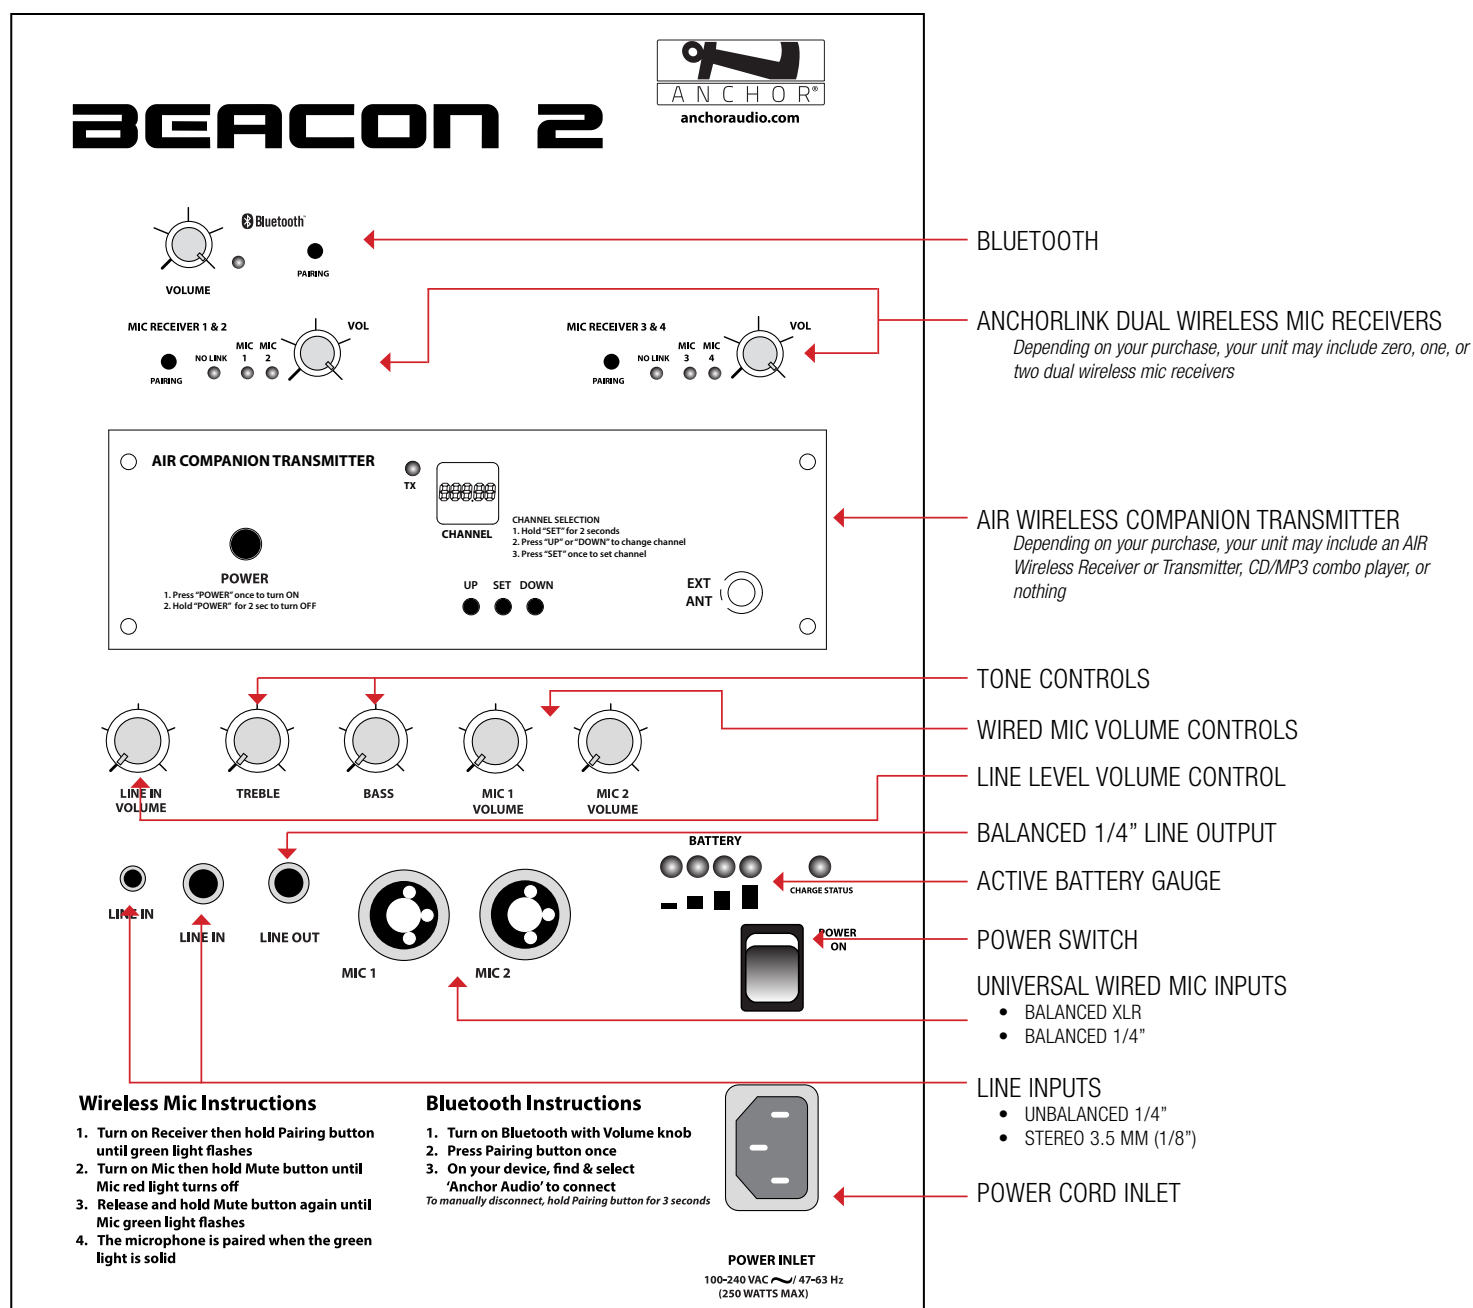 BEACON 2
ANCHOR®
anchoraudio.com
Bluetooth™
VOLUME
PAIRING
BLUETOOTH
MIC RECEIVER 1 & 2
VOL
PAIRING
NO LINK
MIC 1
MIC 2
MIC RECEIVER 3 & 4
VOL
PAIRING
NO LINK
MIC 3
MIC 4
ANCHORLINK DUAL WIRELESS MIC RECEIVERS
Depending on your purchase, your unit may include zero, one, or
two dual wireless mic receivers
AIR COMPANION TRANSMITTER
TX
CHANNEL
CHANNEL SELECTION
1. Hold "SET" for 2 seconds
2. Press "UP" or "DOWN" to change channel
3. Press "SET" once to set channel
POWER
1. Press "POWER" once to turn ON
2. Hold "POWER" for 2 sec to turn OFF
UP SET DOWN
EXT
ANT
AIR WIRELESS COMPANION TRANSMITTER
Depending on your purchase, your unit may include an AIR
Wireless Receiver or Transmitter, CD/MP3 combo player, or
nothing
TONE CONTROLS
WIRED MIC VOLUME CONTROLS
LINE LEVEL VOLUME CONTROL
LINE IN
VOLUME
TREBLE
BASS
MIC 1
VOLUME
MIC 2
VOLUME
BALANCED 1/4" LINE OUTPUT
BATTERY
CHARGE STATUS
ACTIVE BATTERY GAUGE
LINE IN
LINE IN
LINE OUT
MIC 1
MIC 2
POWER
ON
POWER SWITCH
UNIVERSAL WIRED MIC INPUTS
• BALANCED XLR
• BALANCED 1/4"
LINE INPUTS
• UNBALANCED 1/4"
• STEREO 3.5 MM (1/8")
POWER CORD INLET
Wireless Mic Instructions
1. Turn on Receiver then hold Pairing button
until green light flashes
2. Turn on Mic then hold Mute button until
Mic red light turns off
3. Release and hold Mute button again until
Mic green light flashes
4. The microphone is paired when the green
light is solid
Bluetooth Instructions
1. Turn on Bluetooth with Volume knob
2. Press Pairing button once
3. On your device, find & select
'Anchor Audio' to connect
To manually disconnect, hold Pairing button for 3 seconds
POWER INLET
100-240 VAC ~/ 47-63 Hz
(250 WATTS MAX)